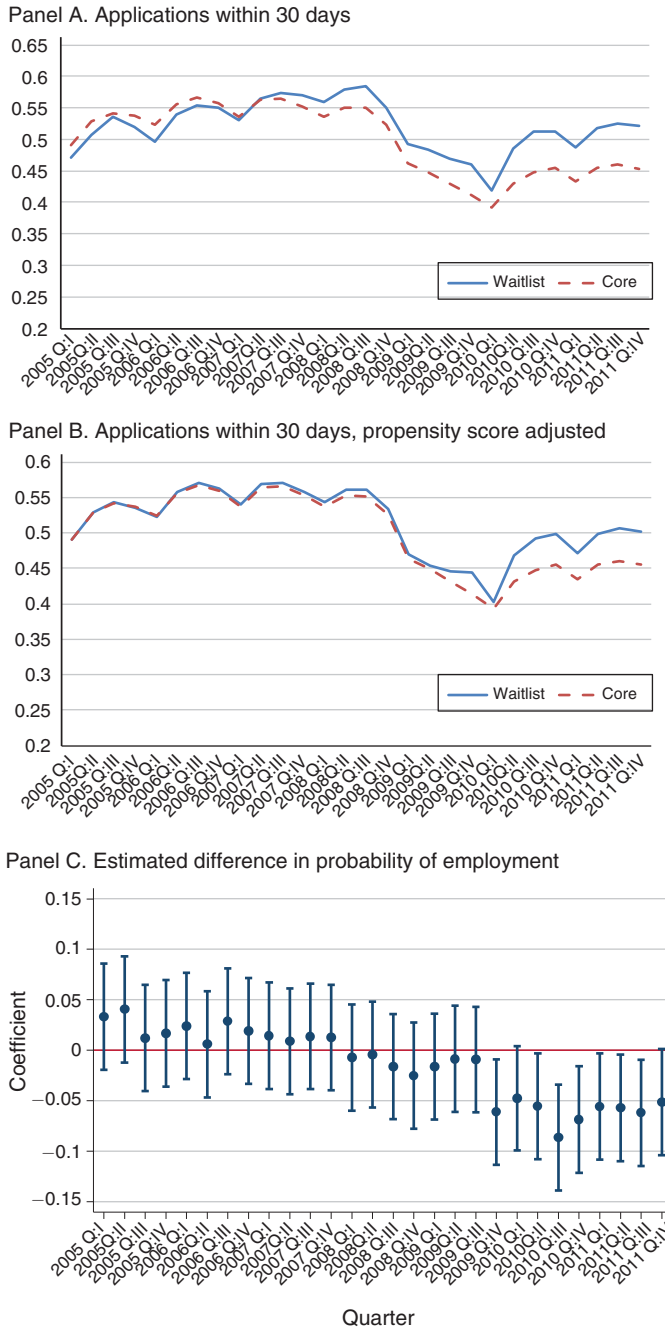 Panel A. Applications within 30 days
0.65
0.6
0.55
0.5
0.45
0.4
0.35
0.3
0.25
0.2
Waitlist
Core
2005 Q:I
2005Q:II
2005 Q:III
2005 Q:IV
2006 Q:I
2006Q:II
2006 Q:III
2006 Q:IV
2007 Q:I
2007Q:II
2007 Q:III
2007 Q:IV
2008 Q:I
2008Q:II
2008 Q:III
2008 Q:IV
2009 Q:I
2009Q:II
2009 Q:III
2009 Q:IV
2010 Q:I
2010Q:II
2010 Q:III
2010 Q:IV
2011 Q:I
2011Q:II
2011 Q:III
2011 Q:IV
Panel B. Applications within 30 days, propensity score adjusted
0.6
0.55
0.5
0.45
0.4
0.35
0.3
0.25
0.2
Waitlist
Core
2005 Q:I
2005Q:II
2005 Q:III
2005 Q:IV
2006 Q:I
2006Q:II
2006 Q:III
2006 Q:IV
2007 Q:I
2007Q:II
2007 Q:III
2007 Q:IV
2008 Q:I
2008Q:II
2008 Q:III
2008 Q:IV
2009 Q:I
2009Q:II
2009 Q:III
2009 Q:IV
2010 Q:I
2010Q:II
2010 Q:III
2010 Q:IV
2011 Q:I
2011Q:II
2011 Q:III
2011 Q:IV
Panel C. Estimated difference in probability of employment
Coefficient
0.15
0.1
0.05
0
−0.05
−0.1
−0.15
2005 Q:I
2005Q:II
2005 Q:III
2005 Q:IV
2006 Q:I
2006Q:II
2006 Q:III
2006 Q:IV
2007 Q:I
2007Q:II
2007 Q:III
2007 Q:IV
2008 Q:I
2008Q:II
2008 Q:III
2008 Q:IV
2009 Q:I
2009Q:II
2009 Q:III
2009 Q:IV
2010 Q:I
2010Q:II
2010 Q:III
2010 Q:IV
2011 Q:I
2011Q:II
2011 Q:III
2011 Q:IV
Quarter